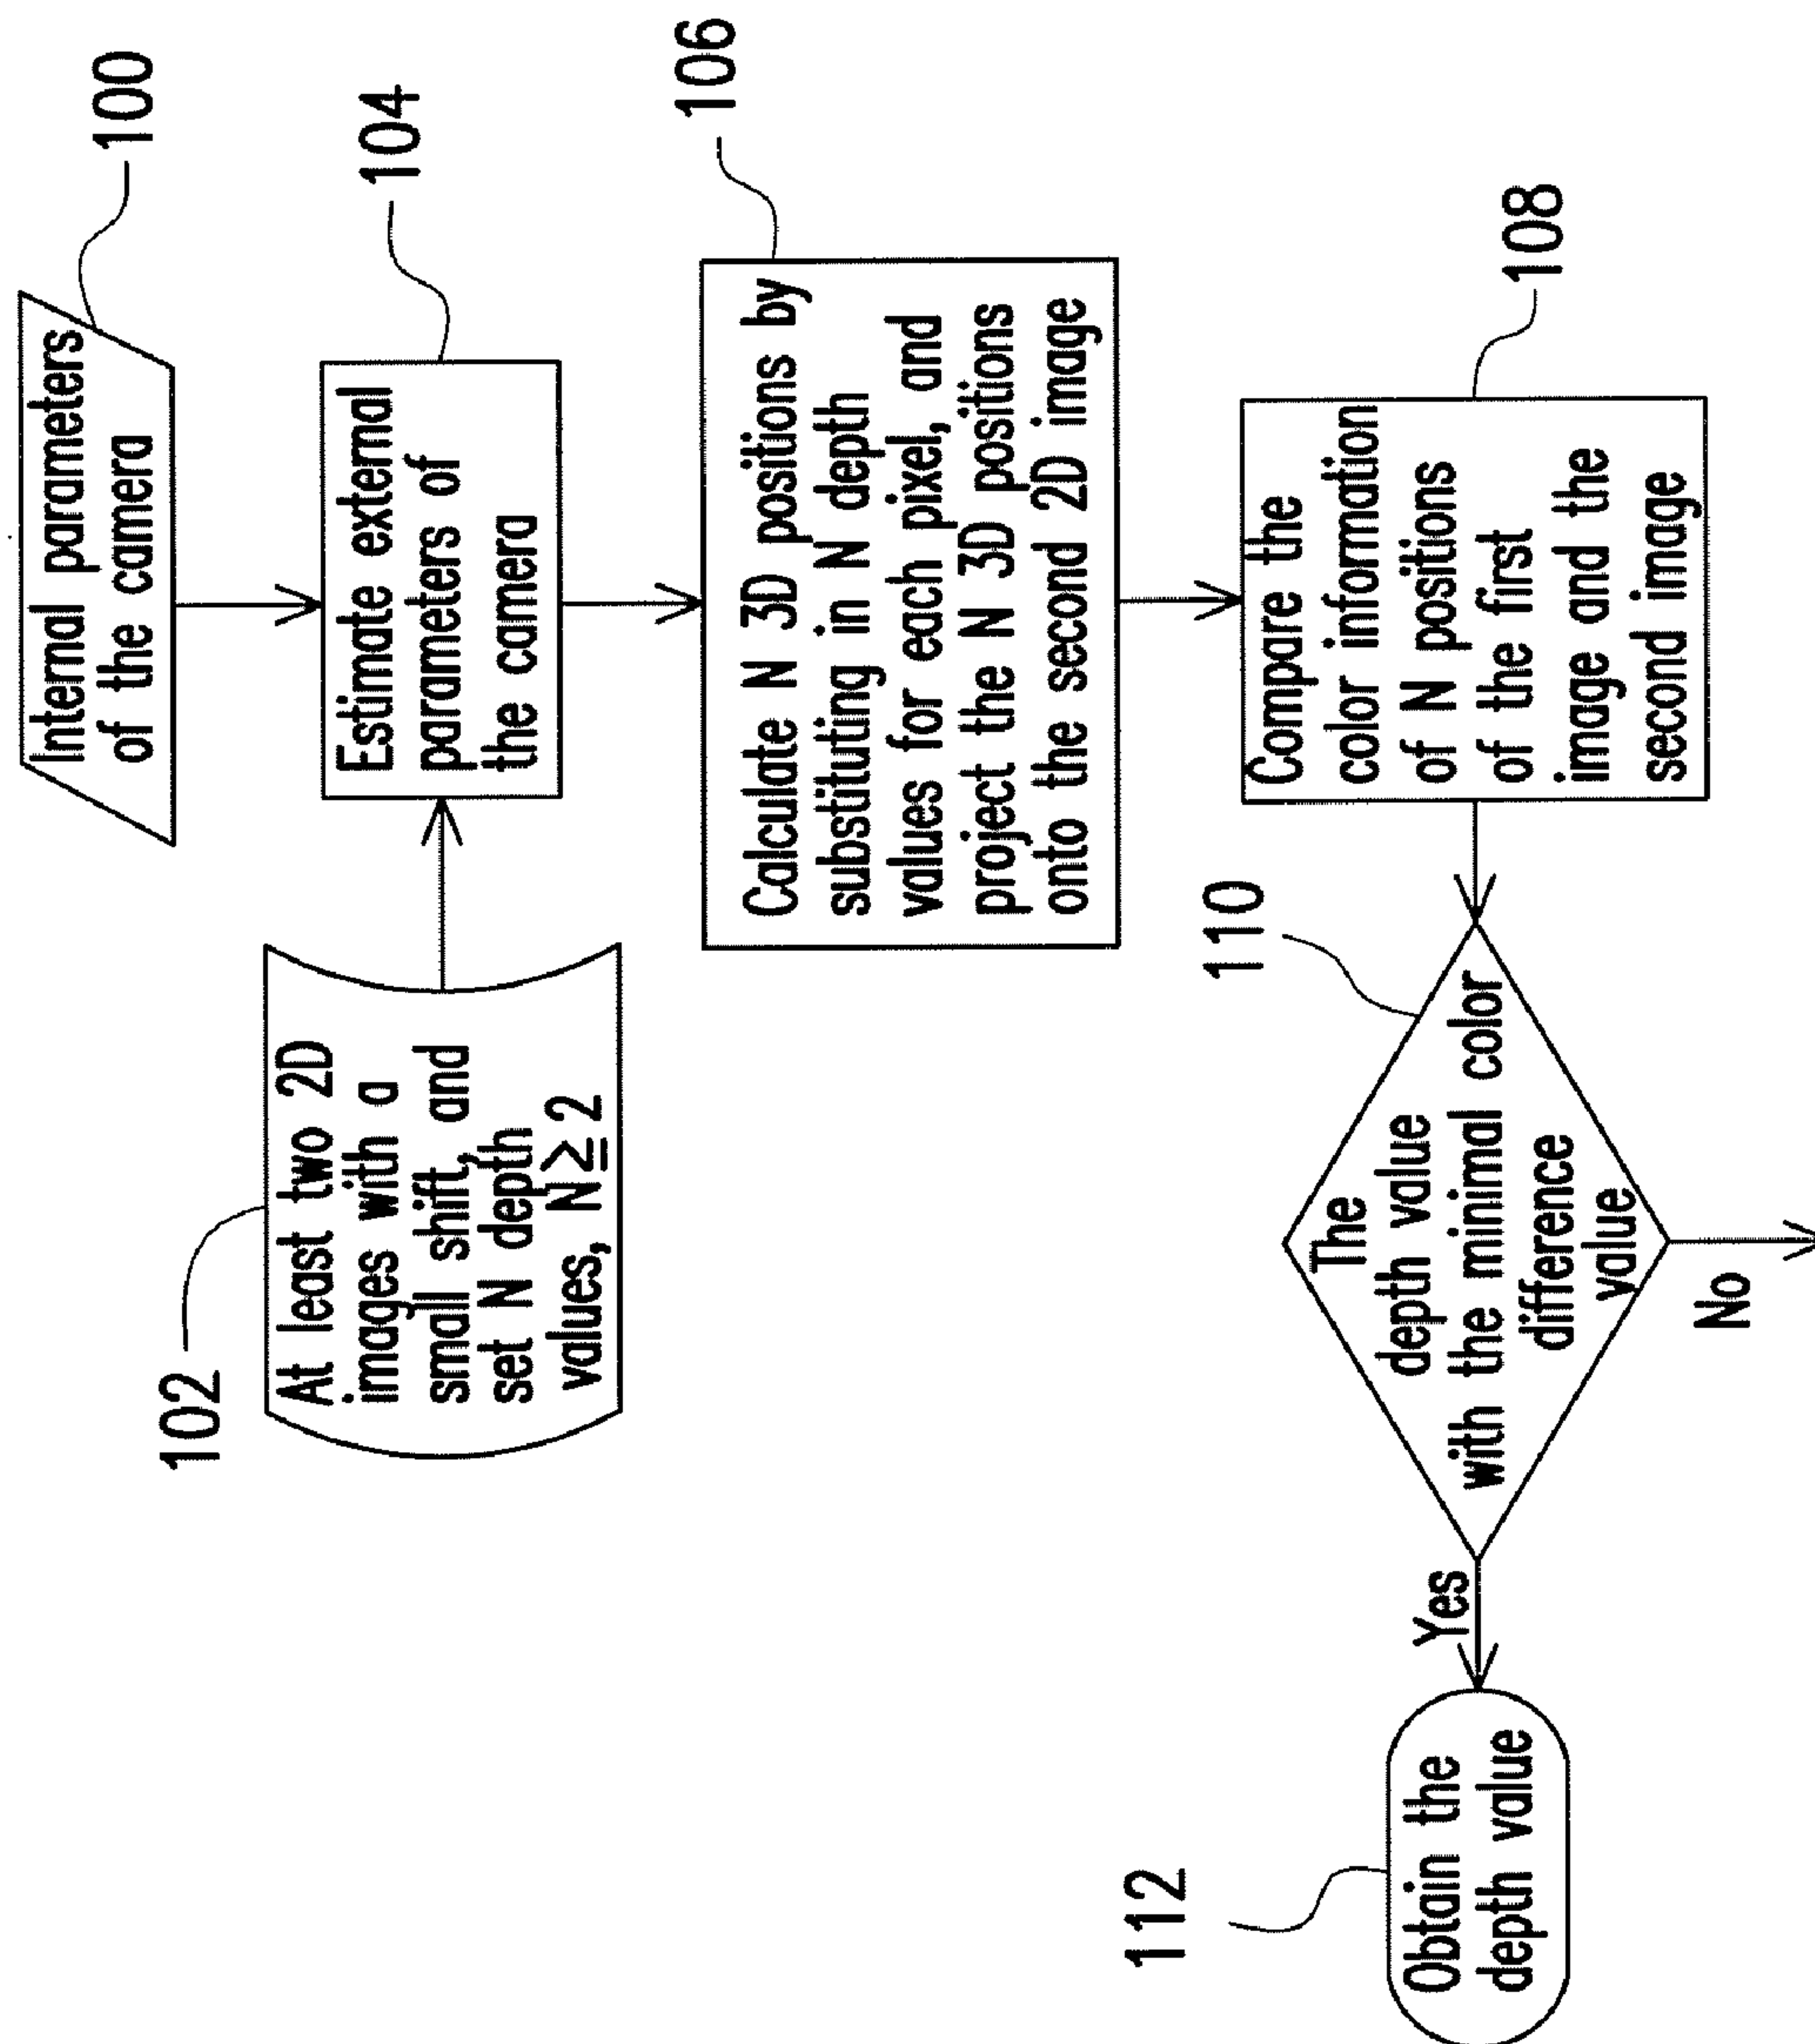 100
Internal parameters
of the camera
102
At least two 2D
images with a
small shift, and
set N depth
values, N≧2
104
Estimate external
parameters of
the camera
106
Calculate N 3D positions by
substituting in N depth
values for each pixel, and
project the N 3D positions
onto the second 2D image
108
Compare the
color information
of N positions
of the first
image and the
second image
110
The
depth value
with the minimal color
difference
value
Yes
No
112
Obtain the
depth value